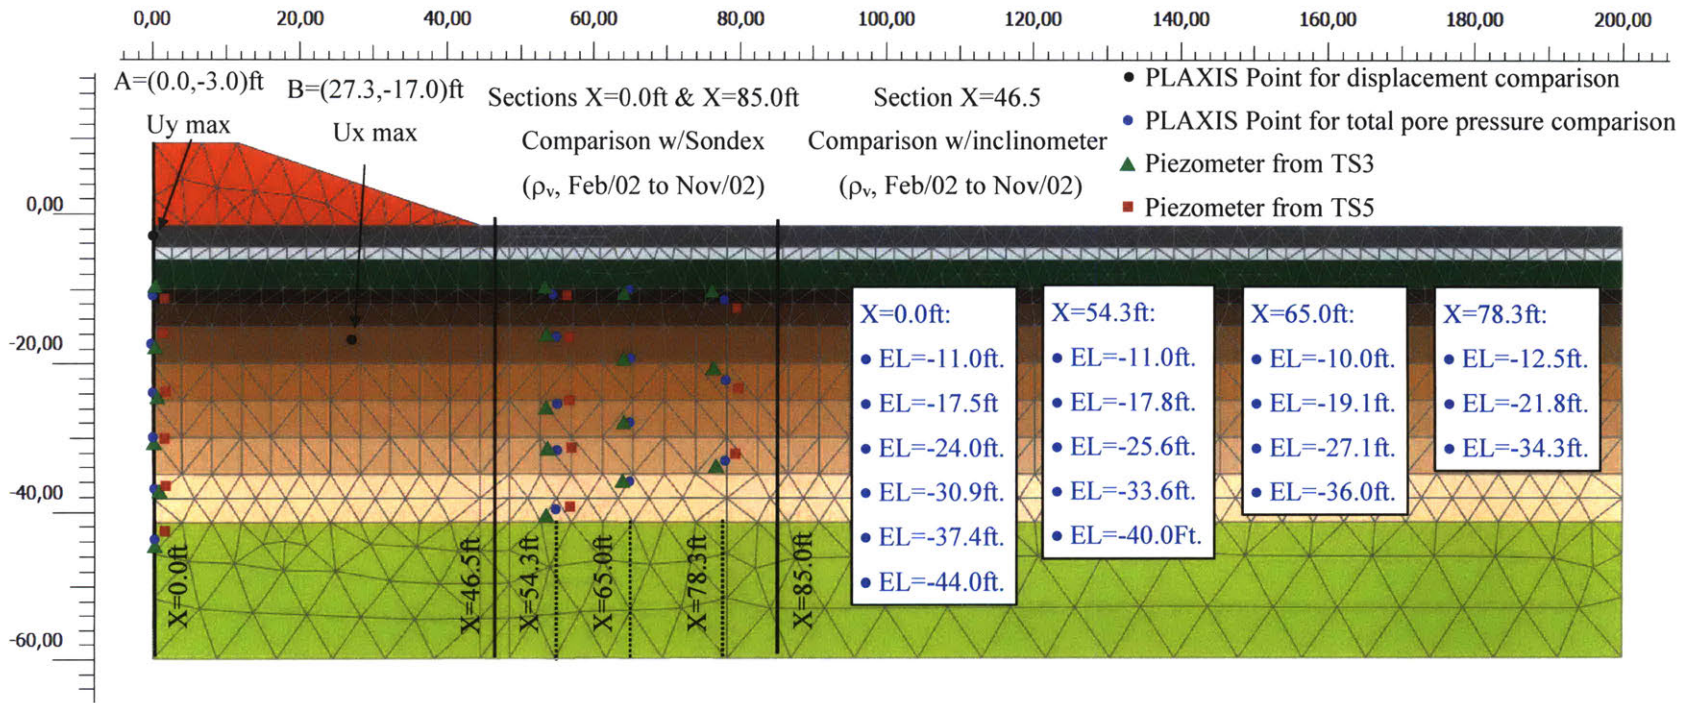 0,00 20,00 40,00 60,00 80,00 100,00 120,00 140,00 160,00 180,00 200,00
A=(0.0,-3.0)ft
B=(27.3,-17.0)ft
Uy max
Ux max
Sections X=0.0ft & X=85.0ft
Comparison w/Sondex
(ρv, Feb/02 to Nov/02)
Section X=46.5
Comparison w/inclinometer
(ρv, Feb/02 to Nov/02)
● PLAXIS Point for displacement comparison
● PLAXIS Point for total pore pressure comparison
▲ Piezometer from TS3
■ Piezometer from TS5
0,00
-20,00
-40,00
-60,00
X=0.0ft:
● EL=-11.0ft.
● EL=-17.5ft
● EL=-24.0ft.
● EL=-30.9ft.
● EL=-37.4ft.
● EL=-44.0ft.
X=54.3ft:
● EL=-11.0ft.
● EL=-17.8ft.
● EL=-25.6ft.
● EL=-33.6ft.
● EL=-40.0Ft.
X=65.0ft:
● EL=-10.0ft.
● EL=-19.1ft.
● EL=-27.1ft.
● EL=-36.0ft.
X=78.3ft:
● EL=-12.5ft.
● EL=-21.8ft.
● EL=-34.3ft.
X=0.0ft
X=46.5ft
X=54.3ft
X=65.0ft
X=78.3ft
X=85.0ft